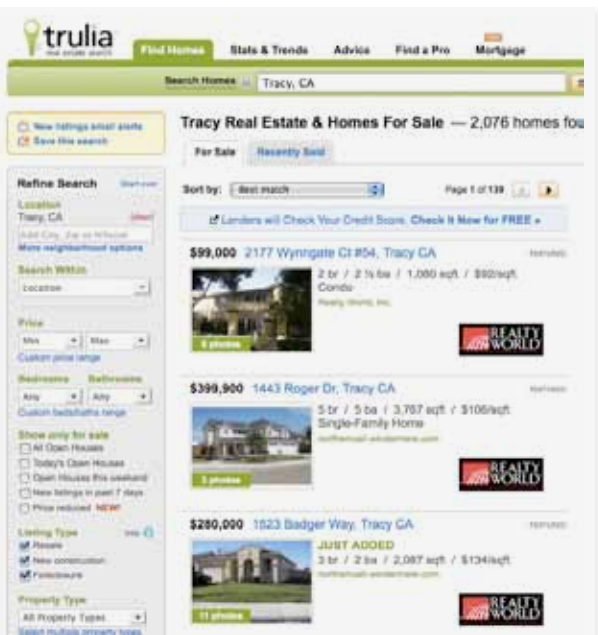 trulia
real estate search
Find Homes
Stats & Trends
Advice
Find a Pro
Mortgage
Search Homes
Tracy, CA
New listings email alerts
Save this search
Tracy Real Estate & Homes For Sale — 2,076 homes fou
For Sale
Recently Sold
Refine Search
Start over
Sort by:
Best match
Page 1 of 139
Location
Tracy, CA
Lenders will Check Your Credit Score. Check It Now for FREE »
More neighborhood options
$99,000 2177 Wynngate Ct #54, Tracy CA
FEATURED
Search Within
Location
2 br / 2 ½ ba / 1,080 sqft / $92/sqft
Condo
Realty World, Inc.
6 photos
REALTY
WORLD
Price
Min
Max
Custom price range
Bedrooms
Bathrooms
Any
Any
Custom beds/baths range
$399,900 1443 Roger Dr, Tracy CA
FEATURED
5 br / 5 ba / 3,767 sqft / $106/sqft
Single-Family Home
3 photos
REALTY
WORLD
Show only for sale
All Open Houses
Today's Open Houses
Open Houses this weekend
New listings in past 7 days
Price reduced NEW!
Listing Type
Resale
New construction
Foreclosure
$280,000 1823 Badger Way, Tracy CA
FEATURED
JUST ADDED
3 br / 2 ba / 2,087 sqft / $134/sqft
11 photos
REALTY
WORLD
Property Type
All Property Types
Select multiple property types